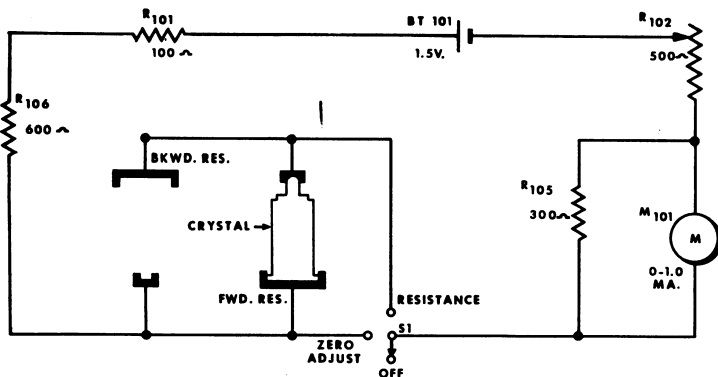 R101
100 ~
BT 101
1.5V.
R102
500~
R106
600 ~
BKWD. RES.
CRYSTAL
FWD. RES.
R105
300~
M101
M
0-1.0
MA.
RESISTANCE
S1
ZERO
ADJUST
OFF